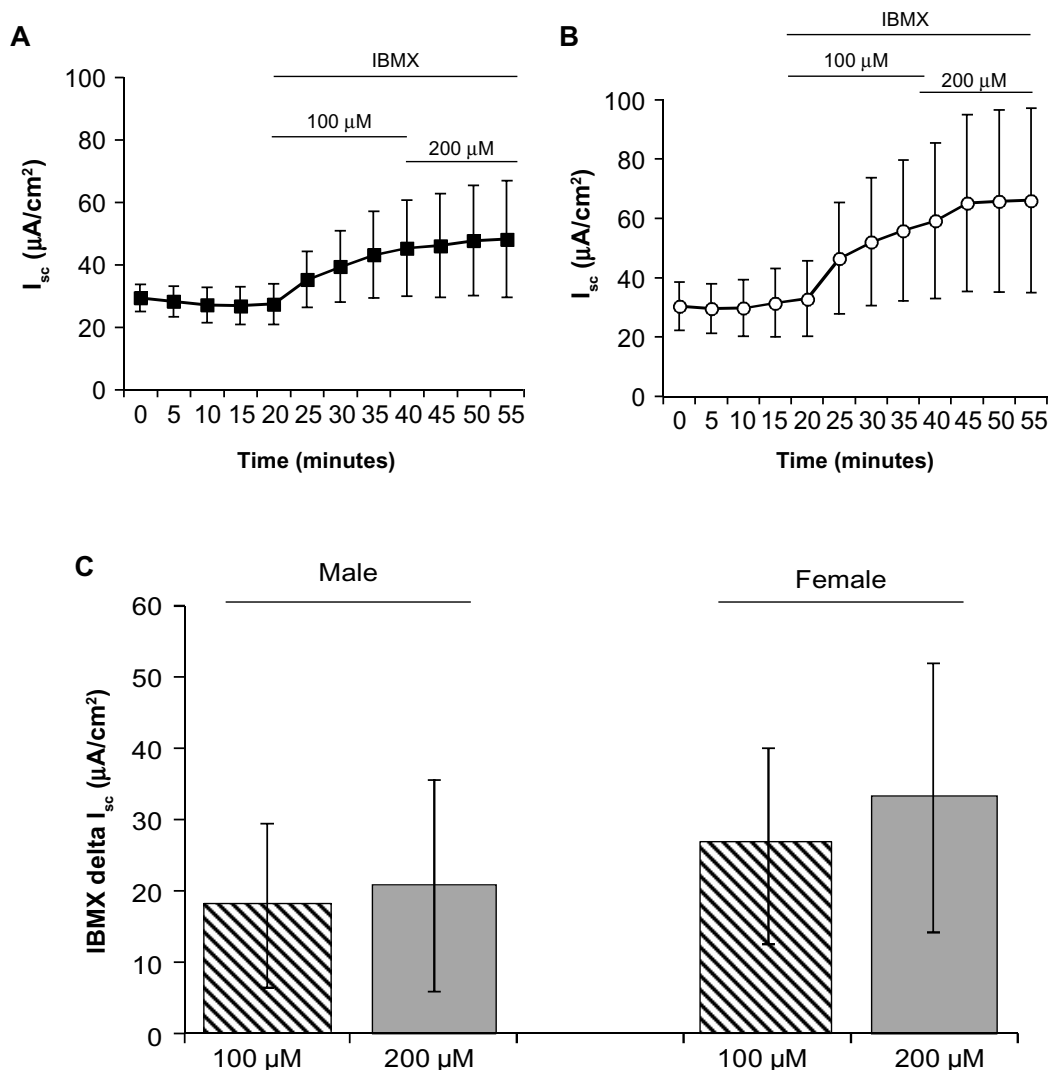 A
IBMX
100 μM
200 μM
100
80
60
40
20
0
I_sc (μA/cm²)
0 5 10 15 20 25 30 35 40 45 50 55
Time (minutes)
B
IBMX
100 μM
200 μM
100
80
60
40
20
0
I_sc (μA/cm²)
0 5 10 15 20 25 30 35 40 45 50 55
Time (minutes)
C
Male
Female
60
50
40
30
20
10
0
IBMX delta I_sc (μA/cm²)
100 μM 200 μM 100 μM 200 μM